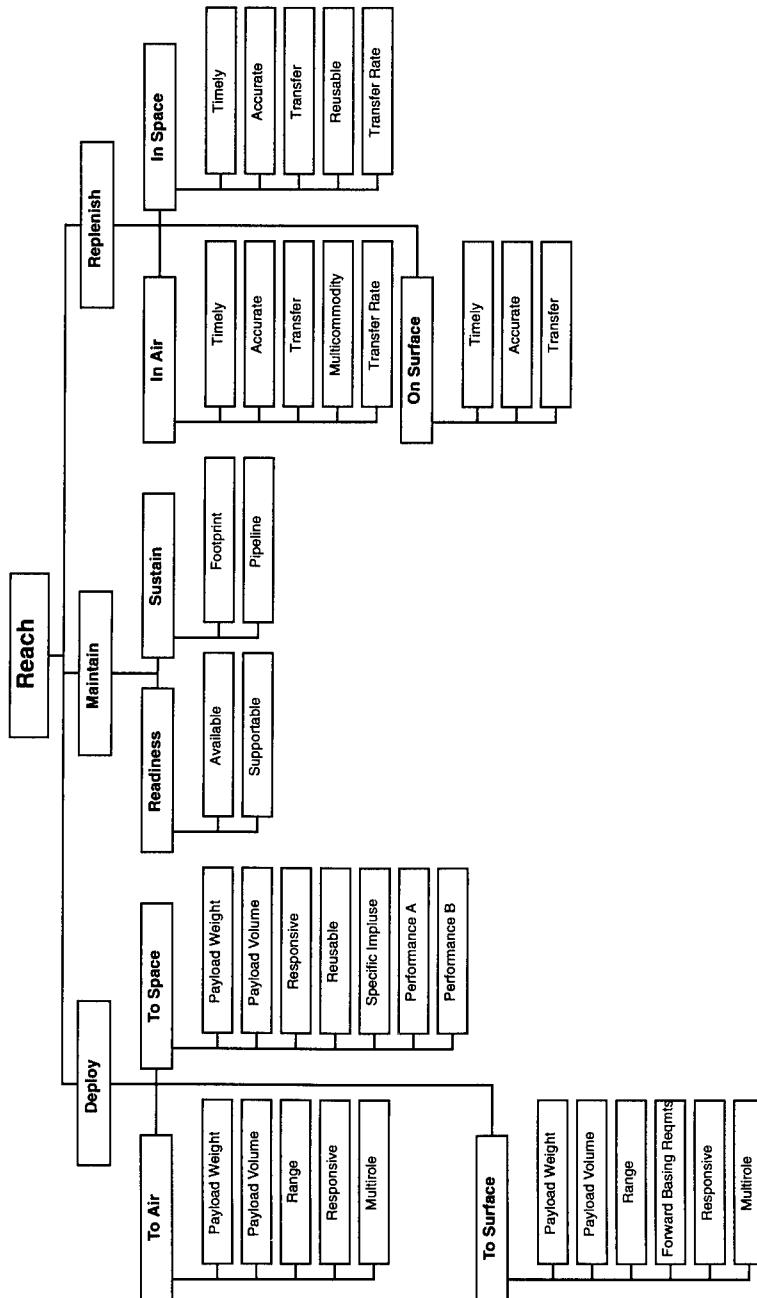 Reach
Deploy
Maintain
Replenish
To Air
Payload Weight
Payload Volume
Range
Responsive
Multirole
To Space
Payload Weight
Payload Volume
Responsive
Reusable
Specific Impluse
Performance A
Performance B
To Surface
Payload Weight
Payload Volume
Range
Forward Basing Reqmts
Responsive
Multirole
Readiness
Available
Supportable
Sustain
Footprint
Pipeline
In Air
Timely
Accurate
Transfer
Multicommodity
Transfer Rate
In Space
Timely
Accurate
Transfer
Reusable
Transfer Rate
On Surface
Timely
Accurate
Transfer